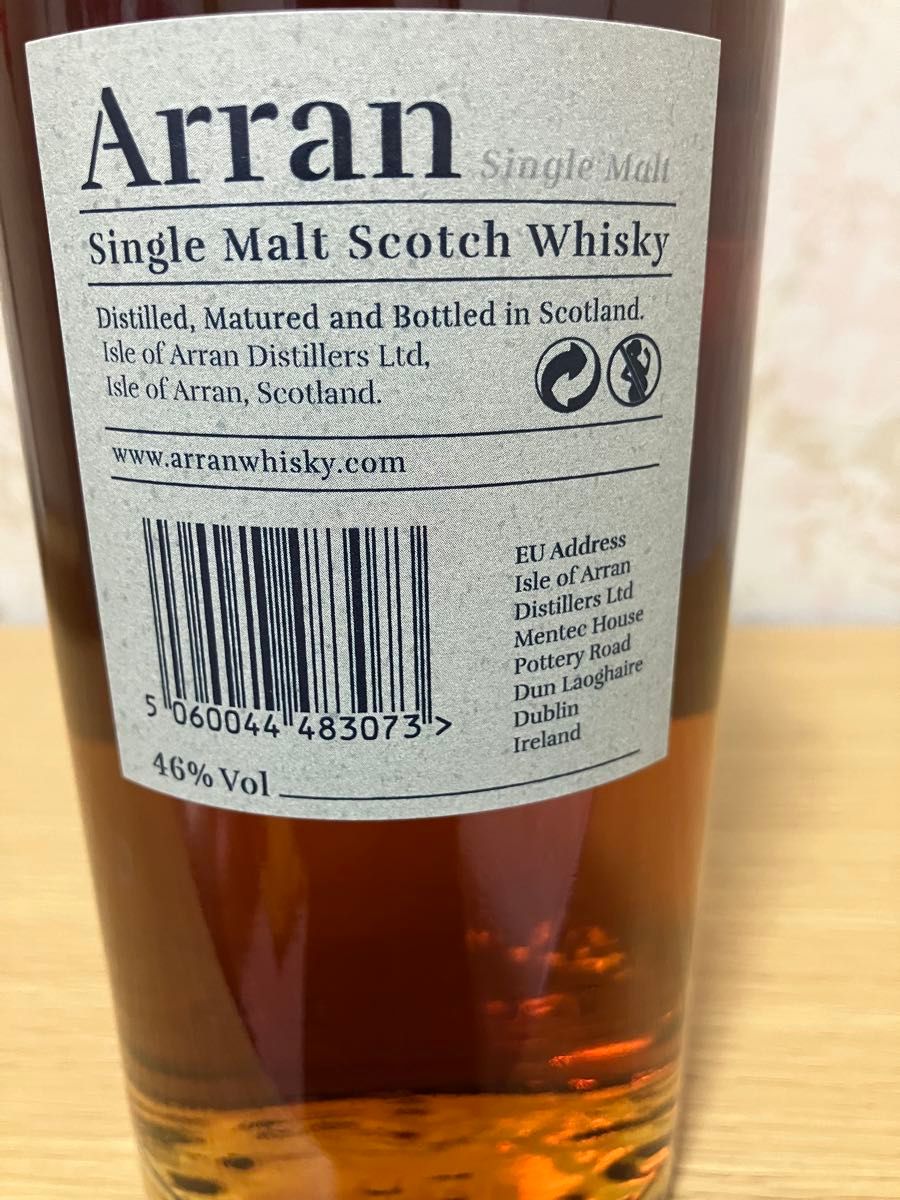 Arran Single Malt
Single Malt Scotch Whisky
Distilled, Matured and Bottled in Scotland.
Isle of Arran Distillers Ltd,
Isle of Arran, Scotland.
www.arranwhisky.com
5 060044 483073 >
46% Vol
EU Address
Isle of Arran
Distillers Ltd
Mentec House
Pottery Road
Dun Laoghaire
Dublin
Ireland